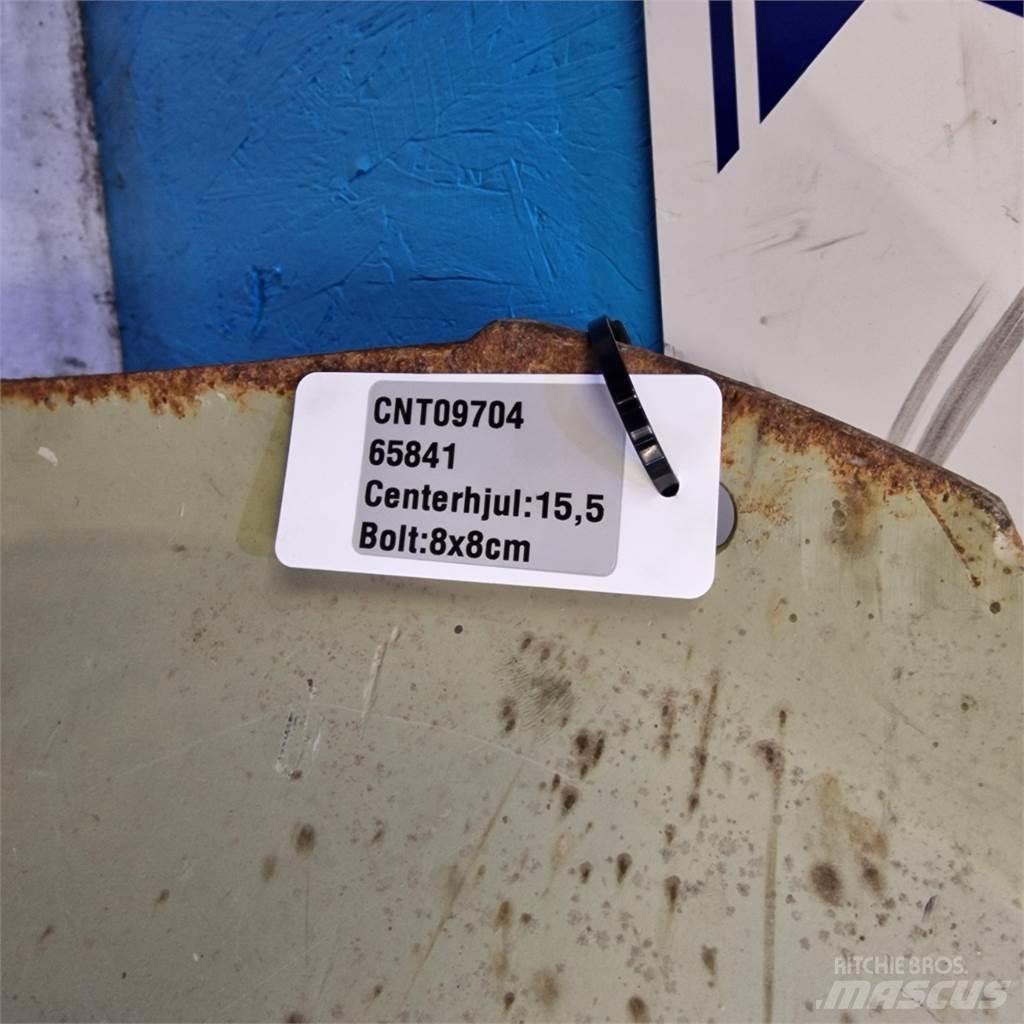 CNT09704
65841
Centerhjul:15,5
Bolt:8x8cm
RITCHIE BROS.
MASCUS